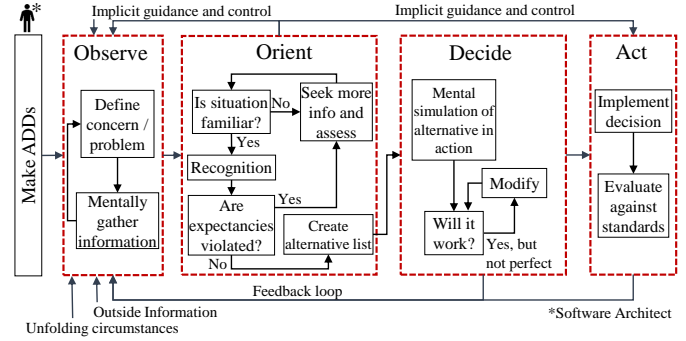 *
Implicit guidance and control
Implicit guidance and control
Make ADDs
Observe
Define
concern /
problem
Mentally
gather
information
Orient
Is situation
familiar?
No
Seek more
info and
assess
Yes
Recognition
Yes
Are
expectancies
violated?
No
Create
alternative list
Decide
Mental
simulation of
alternative in
action
Modify
Will it
work?
Yes, but
not perfect
Act
Implement
decision
Evaluate
against
standards
Feedback loop
Outside Information
Unfolding circumstances
*Software Architect